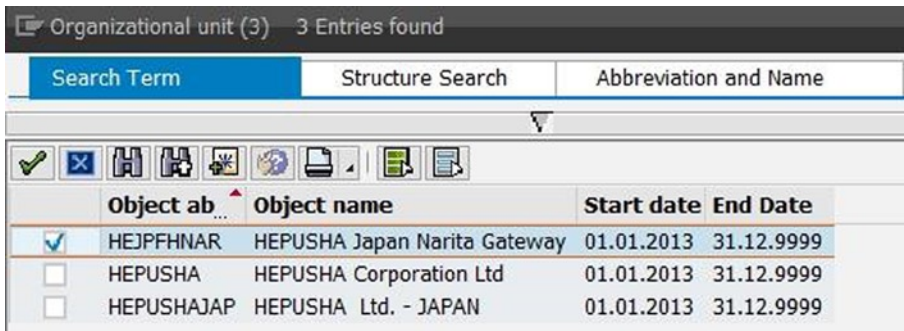 Organizational unit (3) 3 Entries found
Search Term Structure Search Abbreviation and Name
Object ab... Object name Start date End Date
HEJPFHNAR HEPUSHA Japan Narita Gateway 01.01.2013 31.12.9999
HEPUSHA HEPUSHA Corporation Ltd 01.01.2013 31.12.9999
HEPUSHAJAP HEPUSHA Ltd. - JAPAN 01.01.2013 31.12.9999